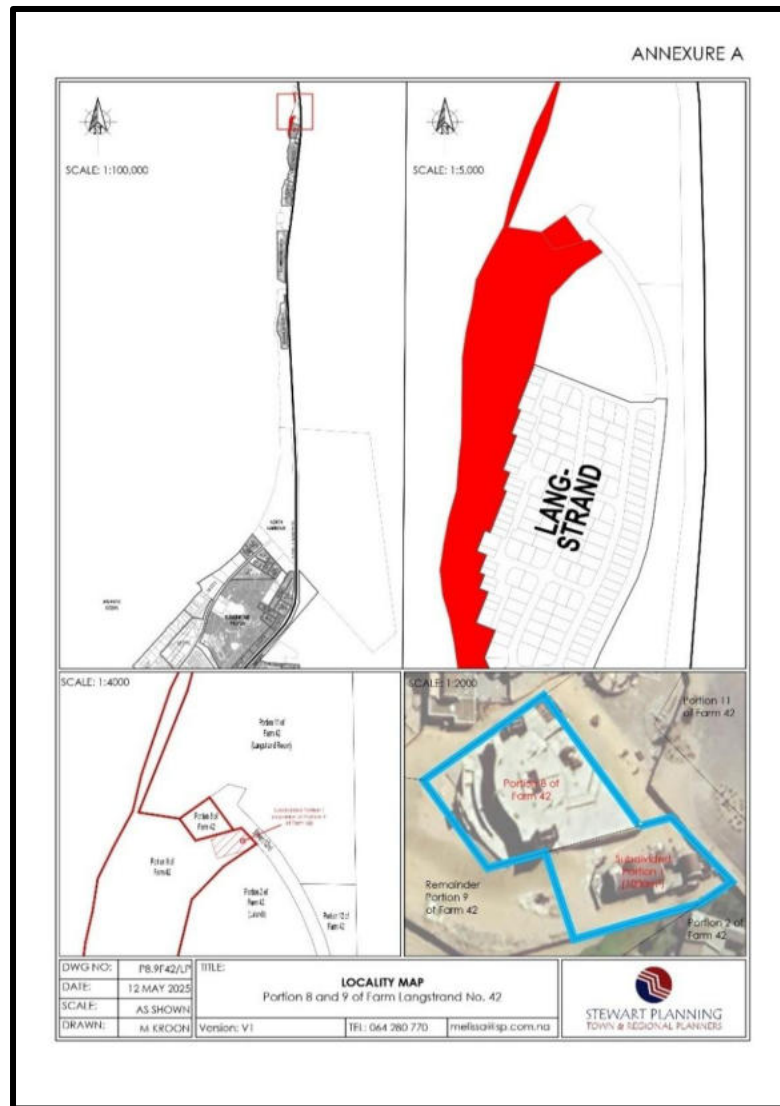 ANNEXURE A
SCALE: 1:100,000
SCALE: 1:5,000
LANG-
STRAND
SCALE: 1:4000
Portion 11 of
Farm 42
(Langstrand Resort)
Portion 8 of
Farm 42
Farm 42
Portion 2 of
Farm 42
Farm 42
SCALE: 1:2000
Portion 11
of Farm 42
Portion 8 of
Farm 42
Subdivided
Portion 1
Remainder
Portion 9
of Farm 42
Portion 2 of
Farm 42
DWG NO: P8.9F42/LP
DATE: 12 MAY 2025
SCALE: AS SHOWN
DRAWN: M KROON
TITLE:
LOCALITY MAP
Portion 8 and 9 of Farm Langstrand No. 42
Version: V1
TEL: 064 280 770
melissa@sp.com.na
STEWART PLANNING
TOWN & REGIONAL PLANNERS